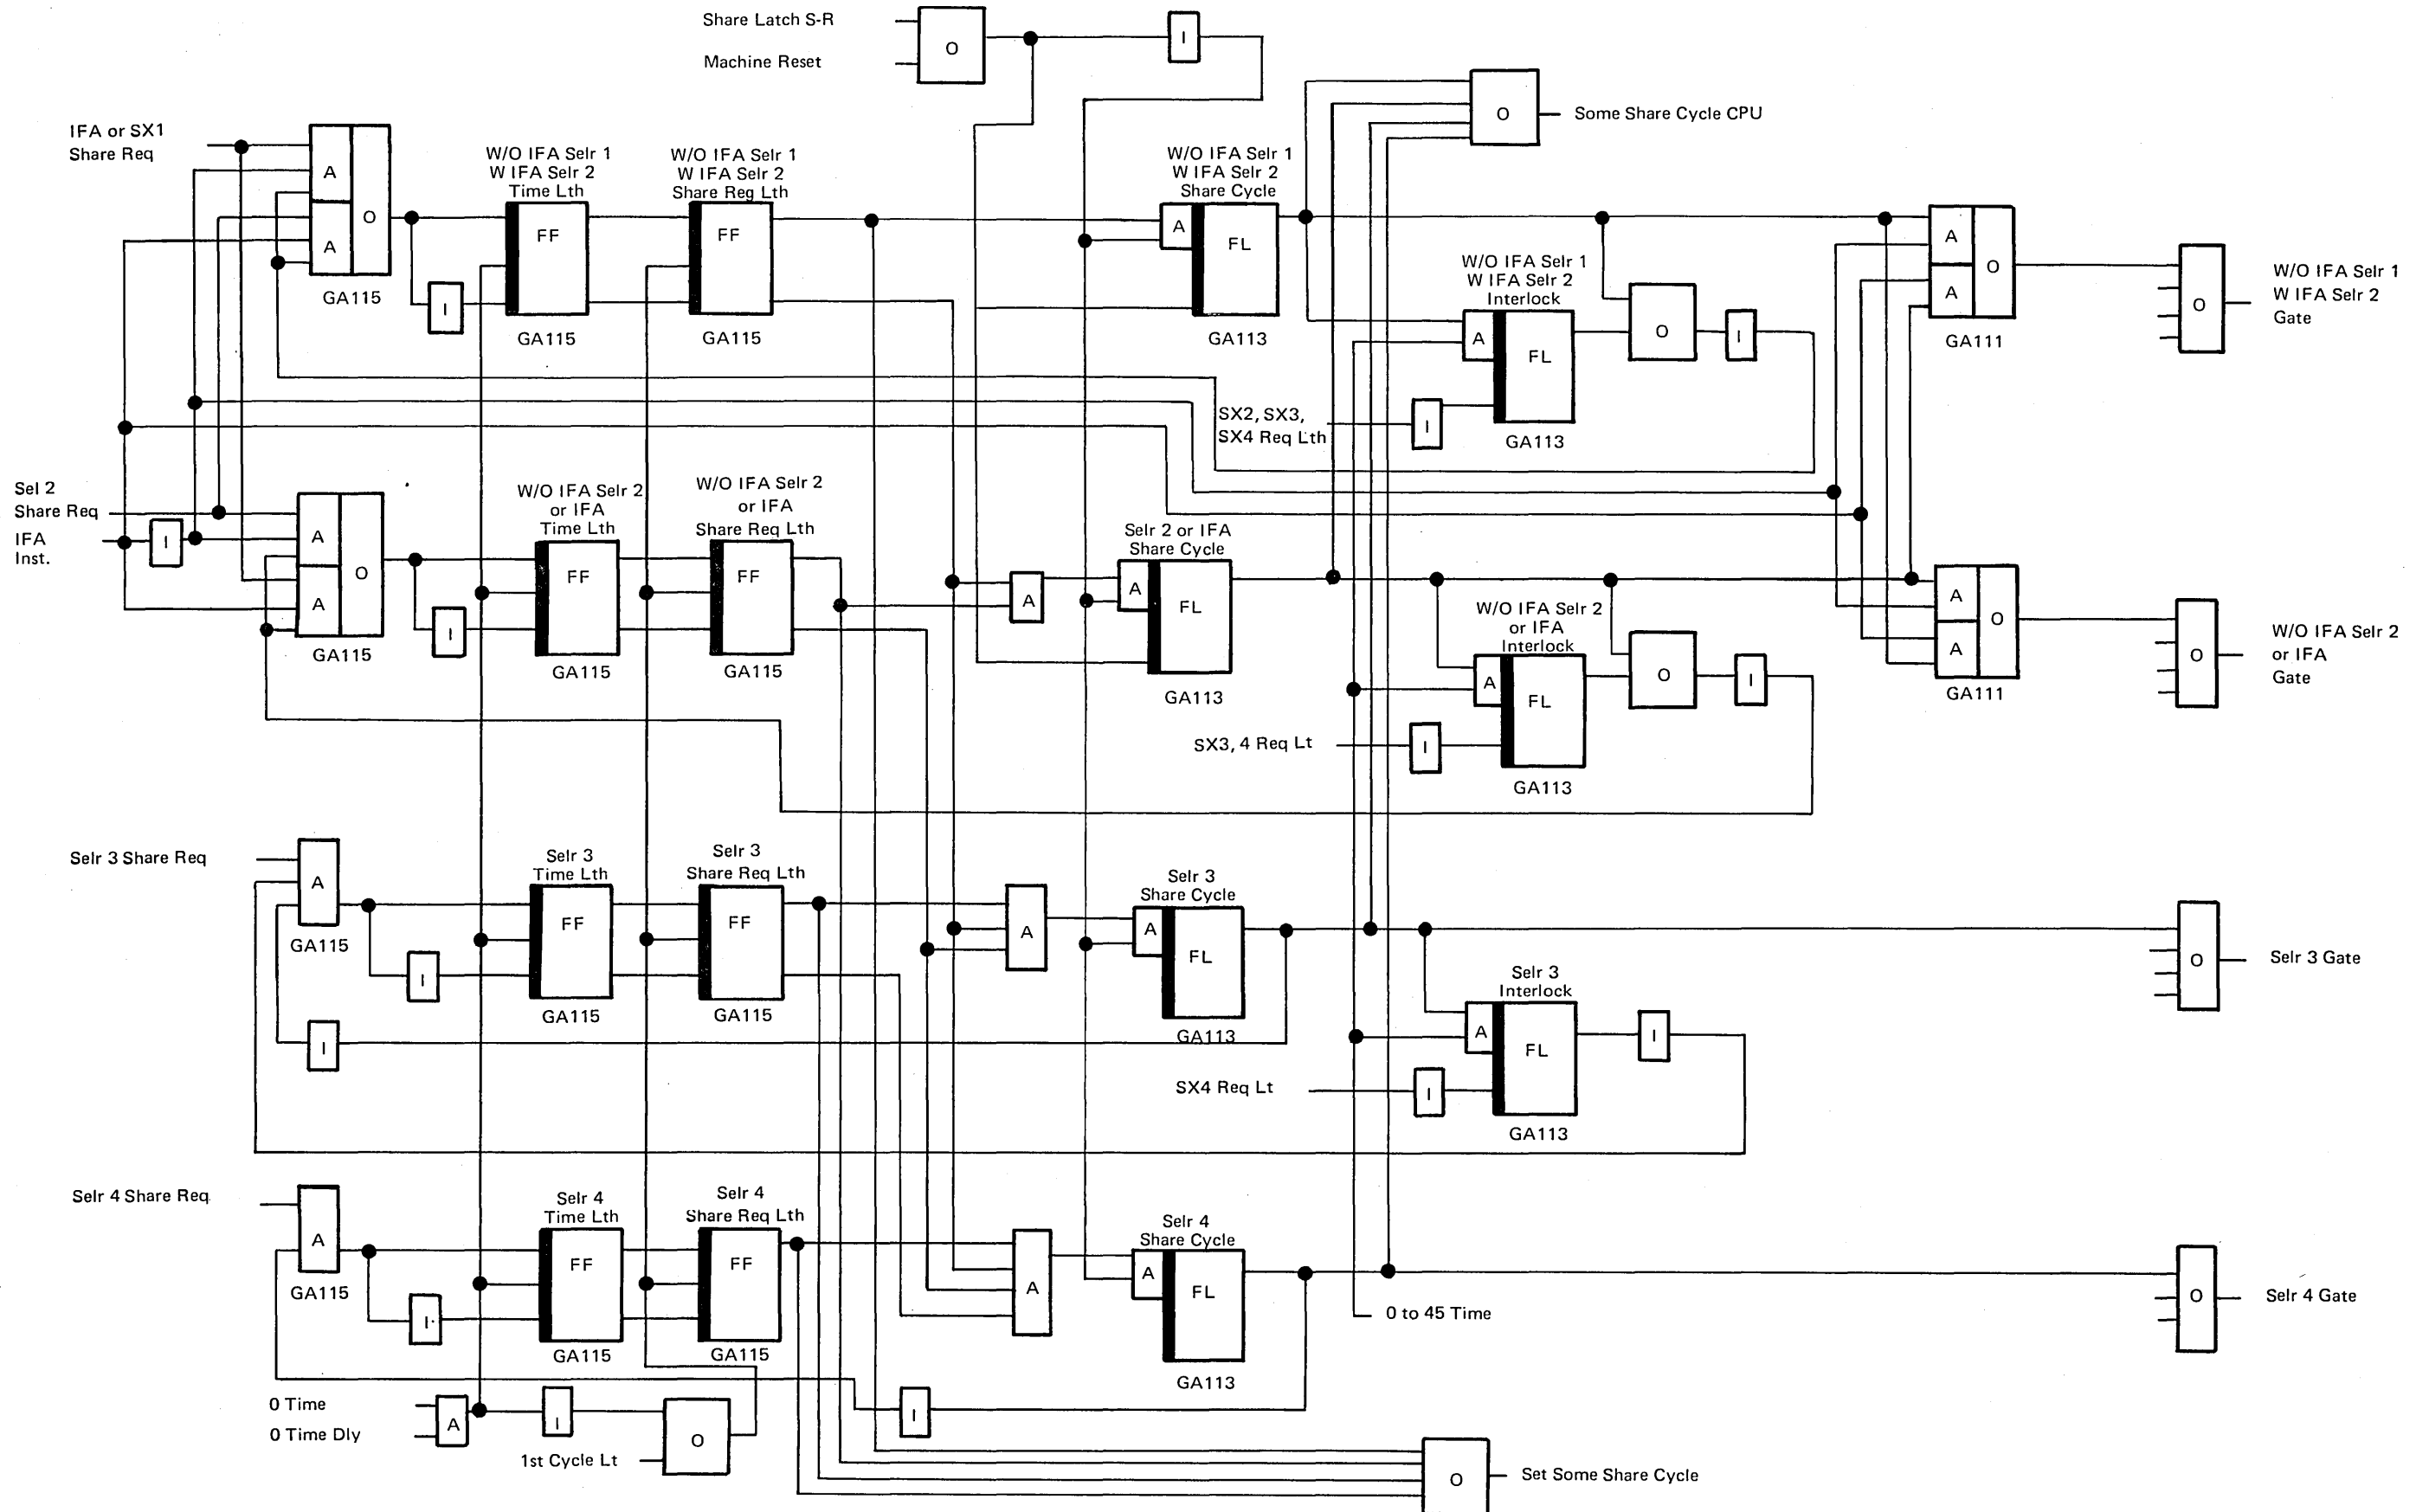 Share Latch S-R
O
I
Machine Reset
O
Some Share Cycle CPU
IFA or SX1
Share Req
A
A
O
GA115
W/O IFA Selr 1
W IFA Selr 2
Time Lth
FF
GA115
I
W/O IFA Selr 1
W IFA Selr 2
Share Reg Lth
FF
GA115
W/O IFA Selr 1
W IFA Selr 2
Share Cycle
A
FL
GA113
W/O IFA Selr 1
W IFA Selr 2
Interlock
A
FL
GA113
O
I
SX2, SX3,
SX4 Req Lth
I
A
A
O
GA111
O
W/O IFA Selr 1
W IFA Selr 2
Gate
Sel 2
Share Req
IFA
Inst.
I
A
A
O
GA115
I
W/O IFA Selr 2
or IFA
Time Lth
FF
GA115
W/O IFA Selr 2
or IFA
Share Req Lth
FF
GA115
A
Selr 2 or IFA
Share Cycle
A
FL
GA113
W/O IFA Selr 2
or IFA
Interlock
A
FL
GA113
O
I
SX3, 4 Req Lt
I
A
A
O
GA111
O
W/O IFA Selr 2
or IFA
Gate
Selr 3 Share Req
A
GA115
I
I
Selr 3
Time Lth
FF
GA115
Selr 3
Share Req Lth
FF
GA115
A
Selr 3
Share Cycle
A
FL
GA113
Selr 3
Interlock
A
FL
GA113
I
SX4 Req Lt
I
O
Selr 3 Gate
Selr 4 Share Req
A
GA115
I
Selr 4
Time Lth
FF
GA115
Selr 4
Share Req Lth
FF
GA115
A
Selr 4
Share Cycle
A
FL
GA113
0 to 45 Time
O
Selr 4 Gate
0 Time
0 Time Dly
A
I
1st Cycle Lt
O
I
O
Set Some Share Cycle